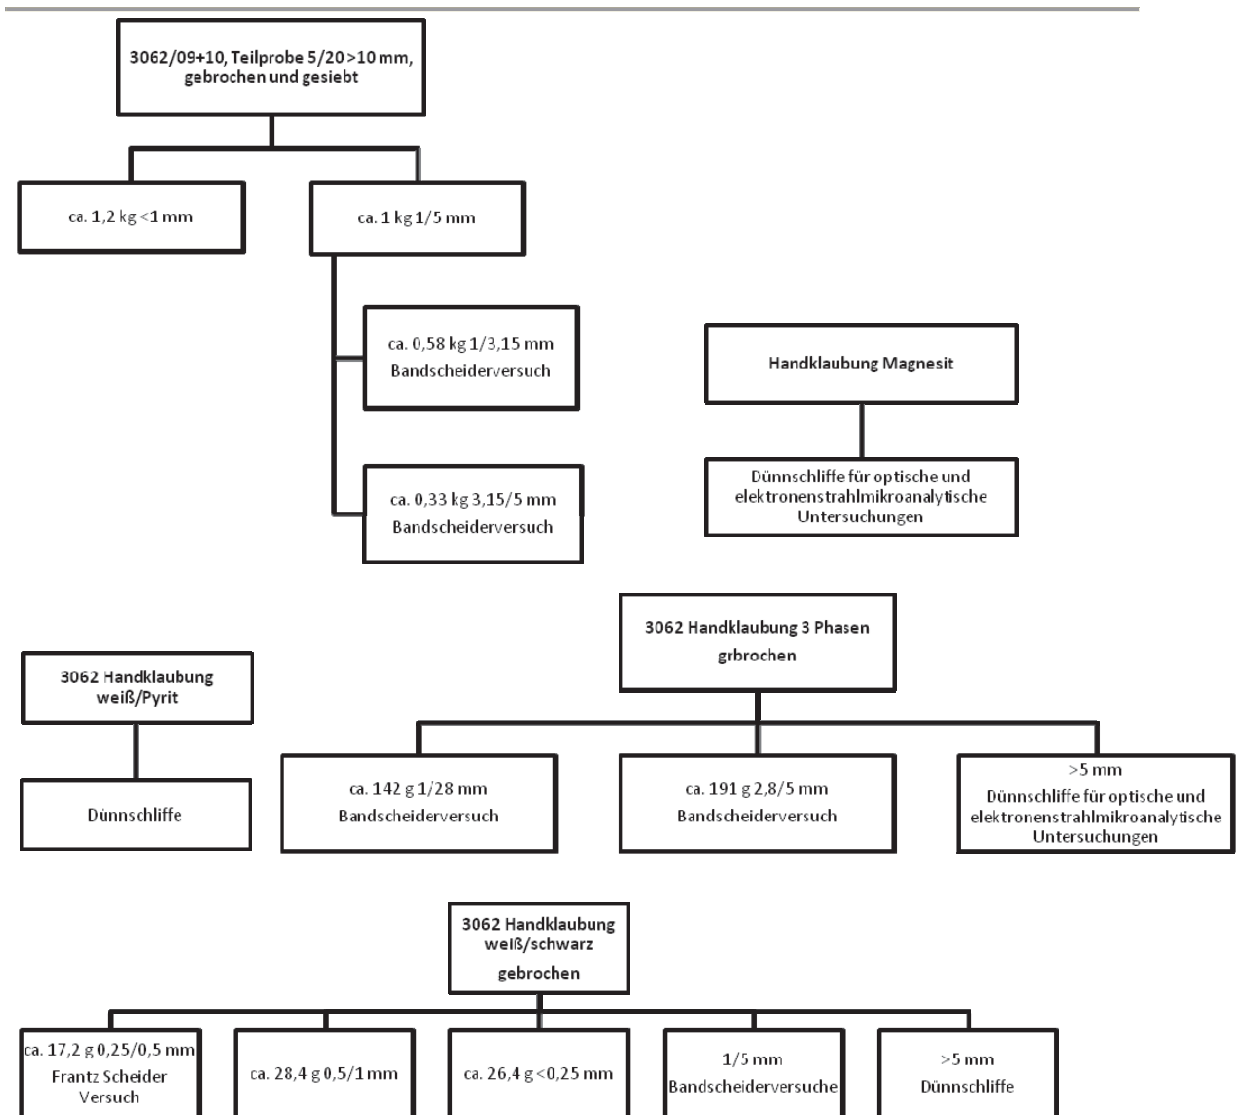 3062/09+10, Teilprobe 5/20 >10 mm,
gebrochen und gesiebt
ca. 1,2 kg <1 mm
ca. 1 kg 1/5 mm
ca. 0,58 kg 1/3,15 mm
Bandscheiderversuch
ca. 0,33 kg 3,15/5 mm
Bandscheiderversuch
Handklaubung Magnesit
Dünnschliffe für optische und
elektronenstrahlmikroanalytische
Untersuchungen
3062 Handklaubung
weiß/Pyrit
Dünnschliffe
3062 Handklaubung 3 Phasen
grbrochen
ca. 142 g 1/28 mm
Bandscheiderversuch
ca. 191 g 2,8/5 mm
Bandscheiderversuch
>5 mm
Dünnschliffe für optische und
elektronenstrahlmikroanalytische
Untersuchungen
3062 Handklaubung
weiß/schwarz
gebrochen
ca. 17,2 g 0,25/0,5 mm
Frantz Scheider
Versuch
ca. 28,4 g 0,5/1 mm
ca. 26,4 g <0,25 mm
1/5 mm
Bandscheiderversuche
>5 mm
Dünnschliffe